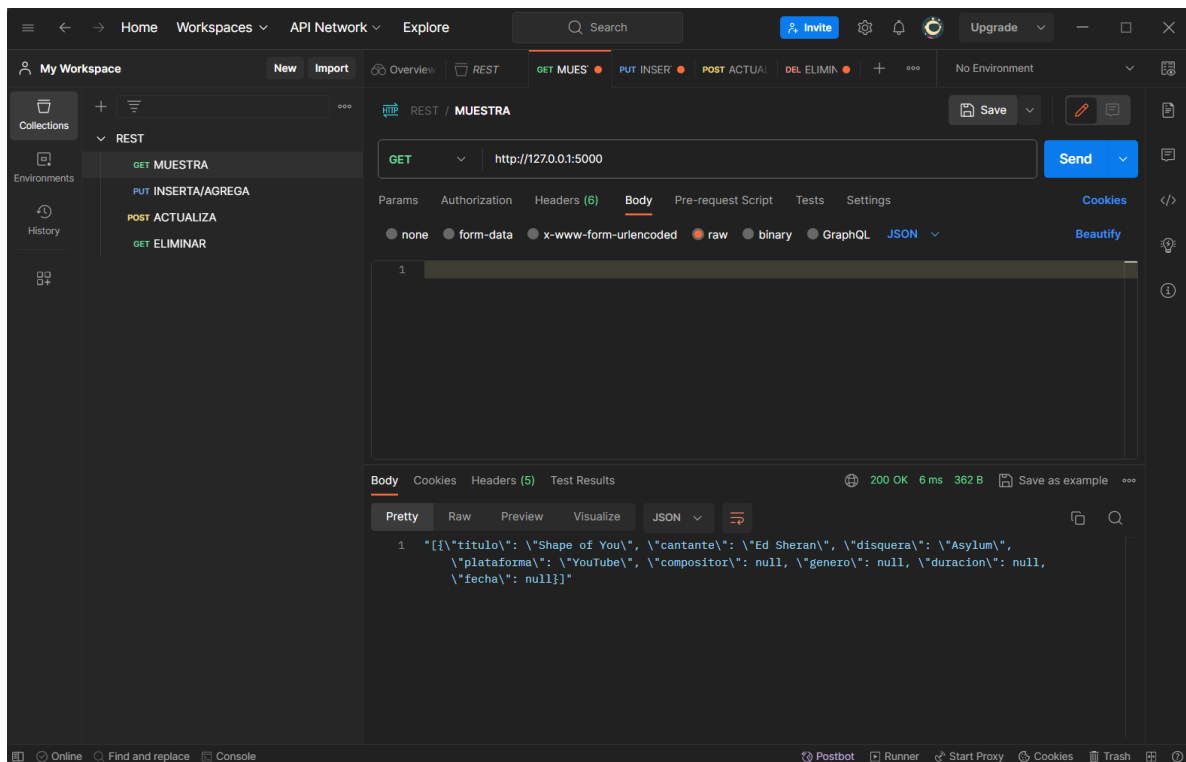 Home Workspaces API Network Explore Search Invite Upgrade
My Workspace New Import Overview REST GET MUES PUT INSER POST ACTUA DEL ELIMIN + No Environment
Collections
Environments
History
REST
GET MUESTRA
PUT INSERTA/AGREGA
POST ACTUALIZA
GET ELIMINAR
HTTP REST / MUESTRA Save
GET http://127.0.0.1:5000 Send
Params Authorization Headers (6) Body Pre-request Script Tests Settings Cookies
none form-data x-www-form-urlencoded raw binary GraphQL JSON Beautify
1
Body Cookies Headers (5) Test Results 200 OK 6 ms 362 B Save as example
Pretty Raw Preview Visualize JSON
1 "[{\"titulo\": \"Shape of You\", \"cantante\": \"Ed Sheran\", \"disquera\": \"Asylum\",
\"plataforma\": \"YouTube\", \"compositor\": null, \"genero\": null, \"duracion\": null,
\"fecha\": null}]"
Online Find and replace Console Postbot Runner Start Proxy Cookies Trash